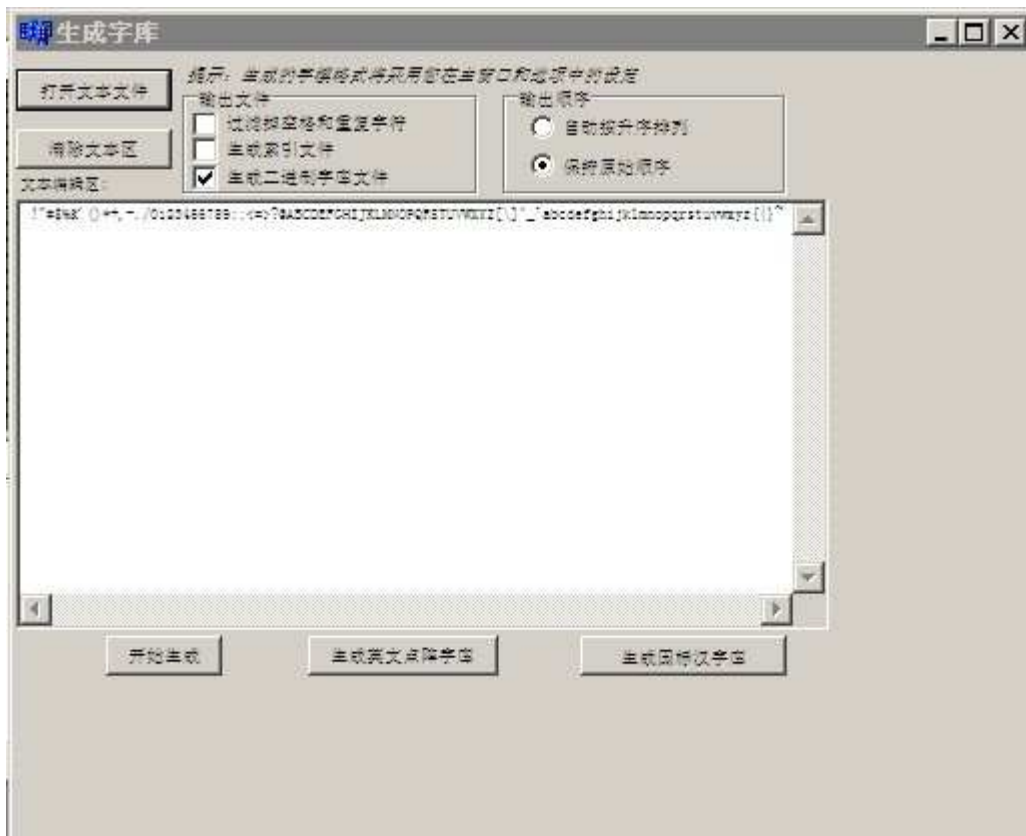 生成字库
打开文本文件
提示：生成的字模格式将采用您在主窗口和选项中的设定
输出文件
过滤掉空格和重复字符
生成索引文件
生成二进制字库文件
输出顺序
自动按升序排列
保持原始顺序
清除文本区
文本编辑区:
!"#$%&'()*+,-./0123456789:;<=>?@ABCDEFGHIJKLMNOPQRSTUVWXYZ[\]^_`abcdefghijklmnopqrstuvwxyz{|}~
开始生成
生成英文点阵字库
生成国标汉字库